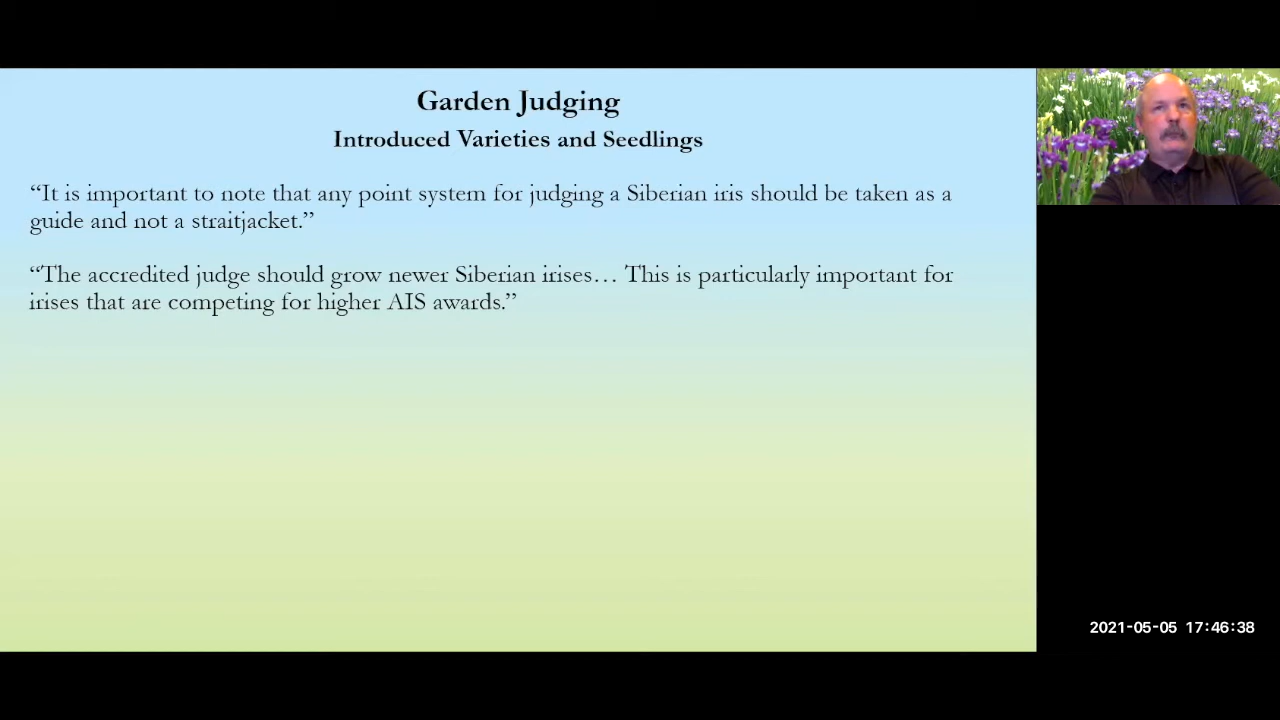 Garden Judging
Introduced Varieties and Seedlings
“It is important to note that any point system for judging a Siberian iris should be taken as a
guide and not a straitjacket.”
“The accredited judge should grow newer Siberian irises… This is particularly important for
irises that are competing for higher AIS awards.”
2021-05-05 17:46:38